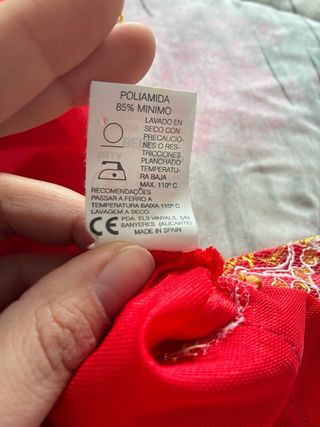 POLIAMIDA
85% MINIMO
LAVADO EN
SECO CON
PRECAUCIO-
NES O RES-
TRICCIONES
PLANCHADO
TEMPERATU-
RA BAJA
MAX. 110º C
RECOMENDAÇÕES
PASSAR A FERRO A
TEMPERATURA BAIXA 110º C
LAVAGEM A SECO.
CE PDA. ELS VINYALS, S/N
BANYERES (ALICANTE)
MADE IN SPAIN